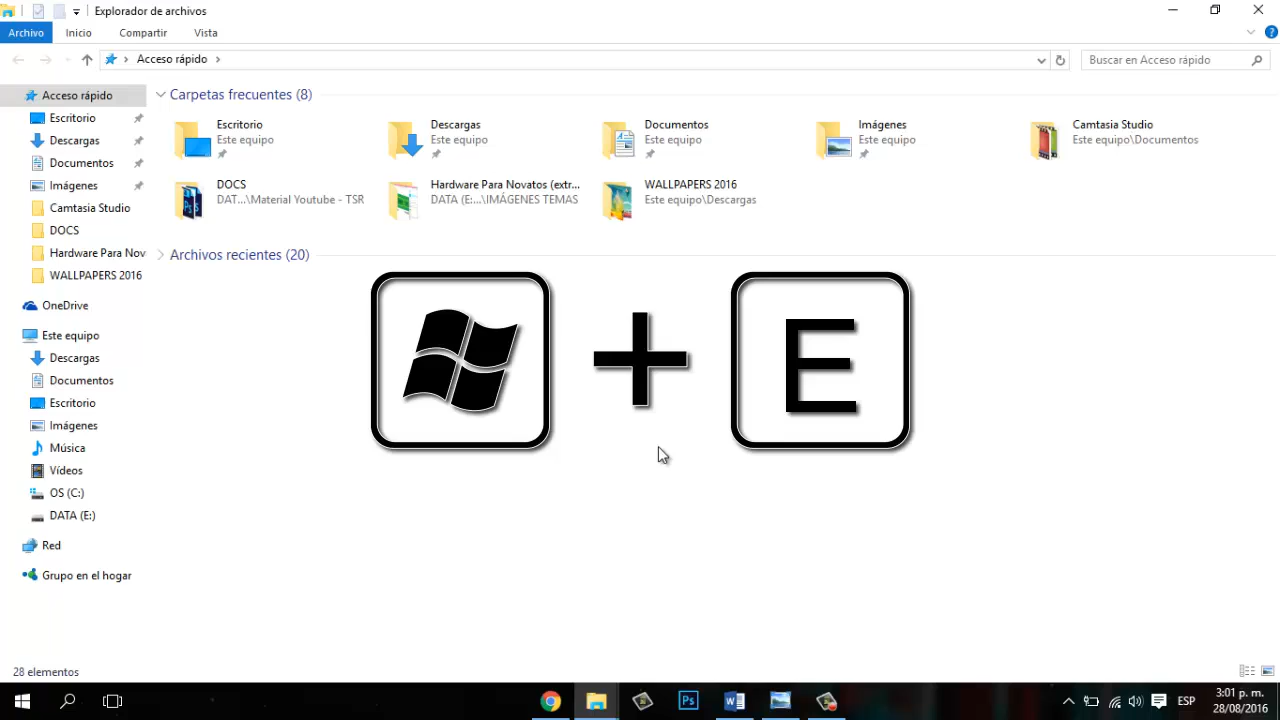 Explorador de archivos
Archivo Inicio Compartir Vista
Acceso rápido
Buscar en Acceso rápido
Acceso rápido
Escritorio
Descargas
Documentos
Imágenes
Camtasia Studio
DOCS
Hardware Para Nov
WALLPAPERS 2016
OneDrive
Este equipo
Descargas
Documentos
Escritorio
Imágenes
Música
Vídeos
OS (C:)
DATA (E:)
Red
Grupo en el hogar
Carpetas frecuentes (8)
Escritorio
Este equipo
Descargas
Este equipo
Documentos
Este equipo
Imágenes
Este equipo
Camtasia Studio
Este equipo\Documentos
DOCS
DAT...\Material Youtube - TSR
Hardware Para Novatos (extr...
DATA (E:...\IMÁGENES TEMAS
WALLPAPERS 2016
Este equipo\Descargas
Archivos recientes (20)
+ E
28 elementos
Ps
ESP
3:01 p. m.
28/08/2016